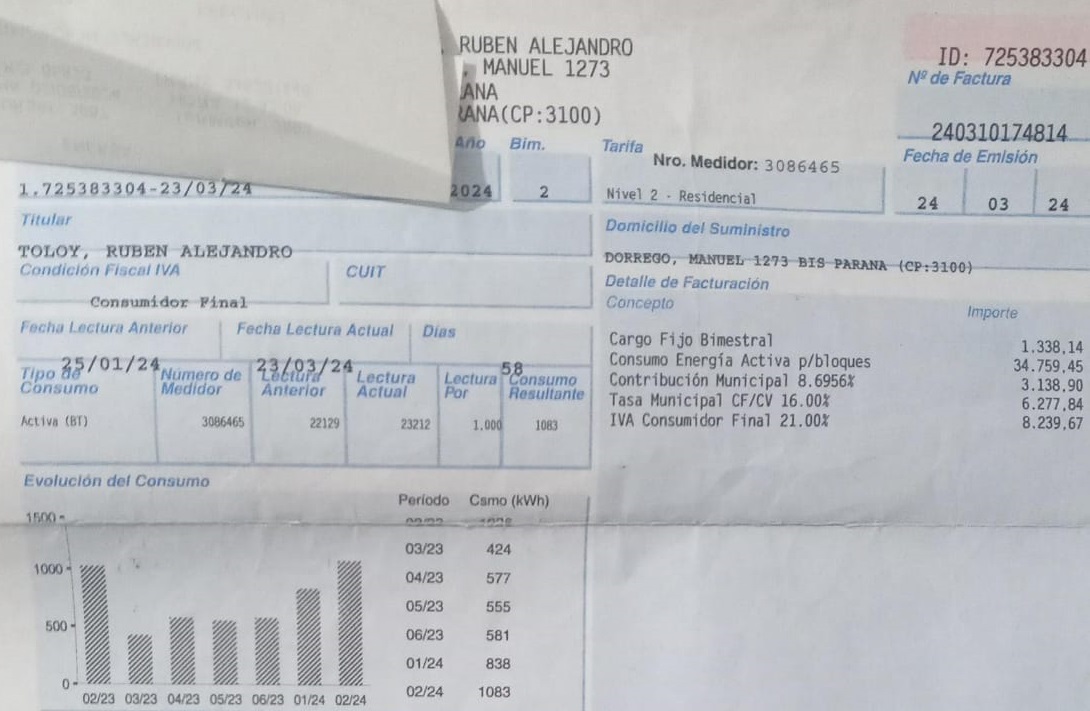 RUBEN ALEJANDRO
MANUEL 1273
ANA
RANA(CP:3100)
ID: 725383304
Nº de Factura
240310174814
Fecha de Emisión
24 03 24
Año Bim.
2024 2
Tarifa
Nro. Medidor: 3086465
Nivel 2 - Residencial
1.725383304-23/03/24
Titular
TOLOY, RUBEN ALEJANDRO
Condición Fiscal IVA CUIT
Consumidor Final
Domicilio del Suministro
DORREGO, MANUEL 1273 BIS PARANA (CP:3100)
Fecha Lectura Anterior Fecha Lectura Actual Días
25/01/24 23/03/24 58
Tipo de Consumo Número de Medidor Lectura Anterior Lectura Actual Lectura Por Consumo Resultante
Activa (BT) 3086465 22129 23212 1.000 1083
Detalle de Facturación
Concepto Importe
Cargo Fijo Bimestral 1.338,14
Consumo Energía Activa p/bloques 34.759,45
Contribución Municipal 8.6956% 3.138,90
Tasa Municipal CF/CV 16.00% 6.277,84
IVA Consumidor Final 21.00% 8.239,67
Evolución del Consumo
1500
1000
500
0
02/23 03/23 04/23 05/23 06/23 01/24 02/24
Período Csmo (kWh)
03/23 424
04/23 577
05/23 555
06/23 581
01/24 838
02/24 1083